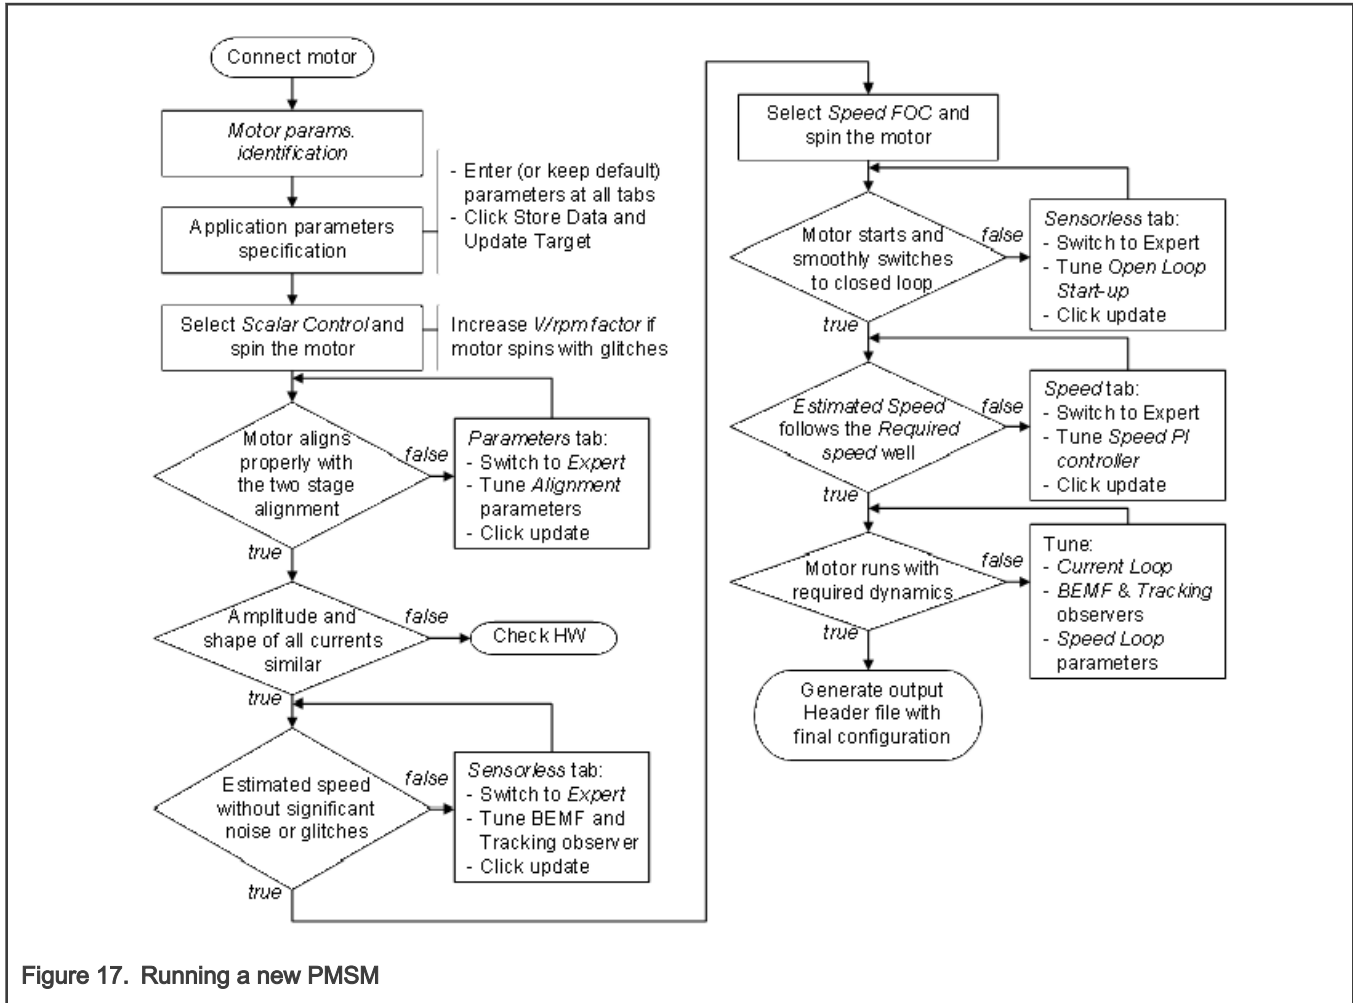 Connect motor
Motor params.
identification
- Enter (or keep default)
parameters at all tabs
- Click Store Data and
Update Target
Application parameters
specification
Select Scalar Control and
spin the motor
Increase V/rpm factor if
motor spins with glitches
Motor aligns
properly with
the two stage
alignment
false
Parameters tab:
- Switch to Expert
- Tune Alignment
parameters
- Click update
true
Amplitude and
shape of all currents
similar
false
Check HW
true
Estimated speed
without significant
noise or glitches
false
Sensorless tab:
- Switch to Expert
- Tune BEMF and
Tracking observer
- Click update
true
Select Speed FOC and
spin the motor
Motor starts and
smoothly switches
to closed loop
false
Sensorless tab:
- Switch to Expert
- Tune Open Loop
Start-up
- Click update
true
Estimated Speed
follows the Required
speed well
false
Speed tab:
- Switch to Expert
- Tune Speed PI
controller
- Click update
true
Motor runs with
required dynamics
false
Tune:
- Current Loop
- BEMF & Tracking
observers
- Speed Loop
parameters
true
Generate output
Header file with
final configuration
Figure 17. Running a new PMSM